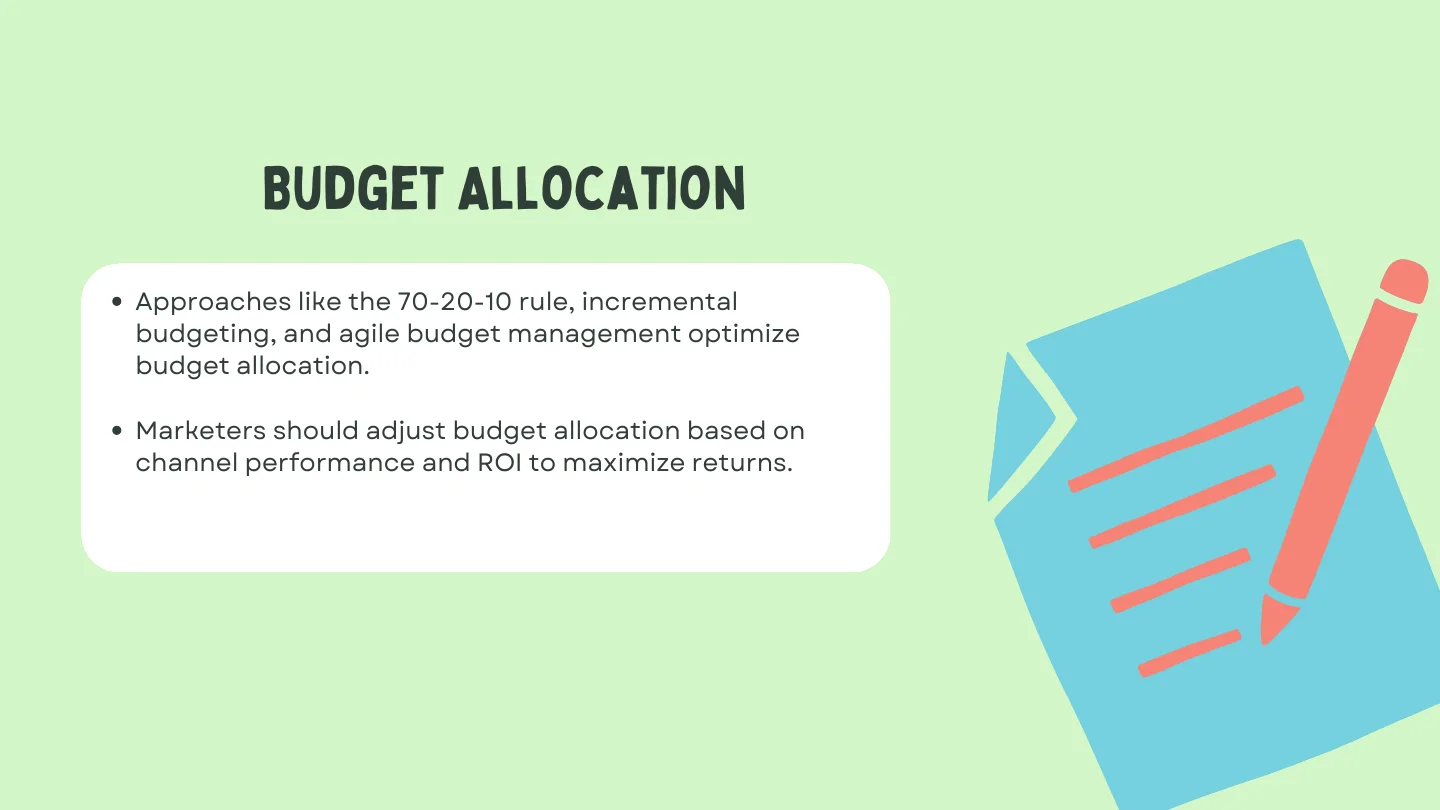 BUDGET ALLOCATION
• Approaches like the 70-20-10 rule, incremental
budgeting, and agile budget management optimize
budget allocation.
• Marketers should adjust budget allocation based on
channel performance and ROI to maximize returns.